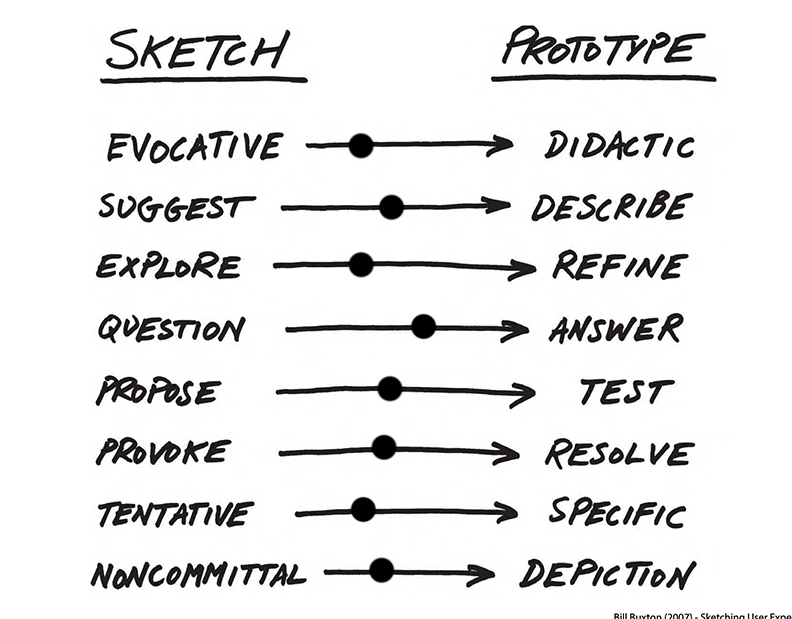 SKETCH PROTOTYPE
EVOCATIVE DIDACTIC
SUGGEST DESCRIBE
EXPLORE REFINE
QUESTION ANSWER
PROPOSE TEST
PROVOKE RESOLVE
TENTATIVE SPECIFIC
NONCOMMITTAL DEPICTION
Bill Buxton (2007) - Sketching User Expe